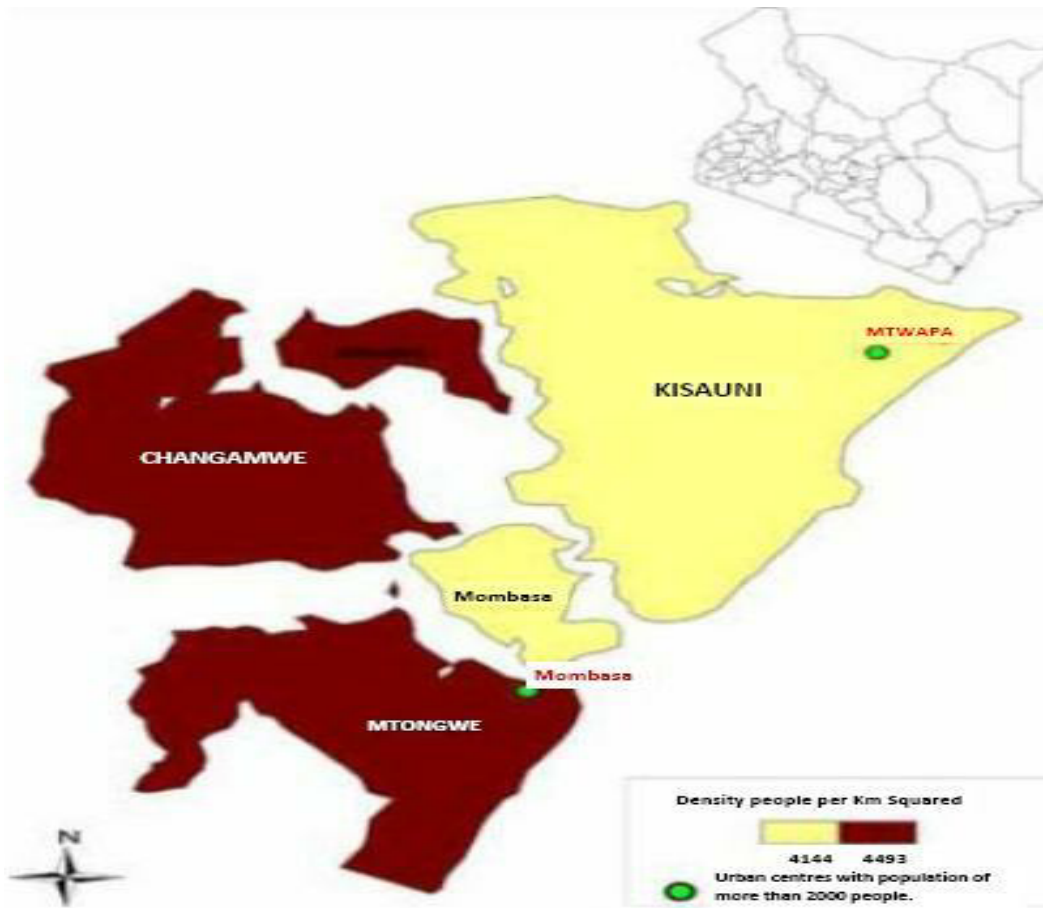 MTWAPA
KISAUNI
CHANGAMWE
Mombasa
Mombasa
MTONGWE
Density people per Km Squared
4144 4493
Urban centres with population of
more than 2000 people.
N